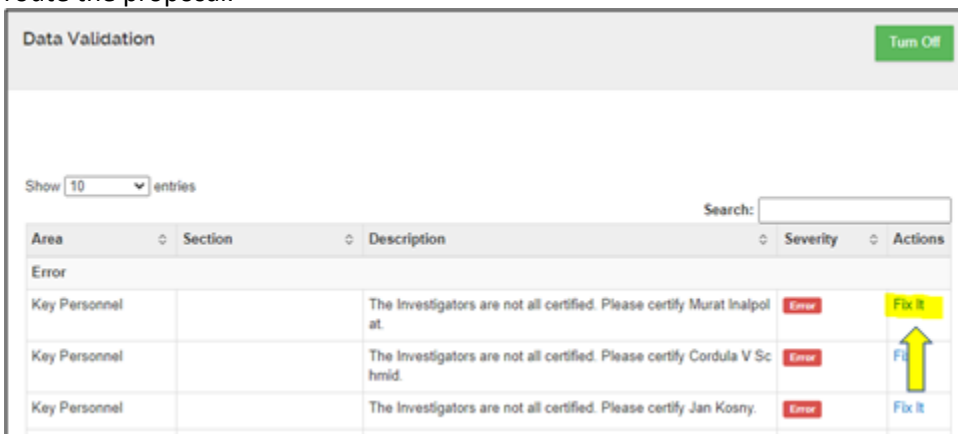 route the proposal.
Data Validation
Turn Off
Show 10 entries
Search:
Area Section Description Severity Actions
Error
Key Personnel The Investigators are not all certified. Please certify Murat Inalpol Error Fix It
at.
Key Personnel The Investigators are not all certified. Please certify Cordula V Sc Error
hmid.
Key Personnel The Investigators are not all certified. Please certify Jan Kosny. Error Fix It